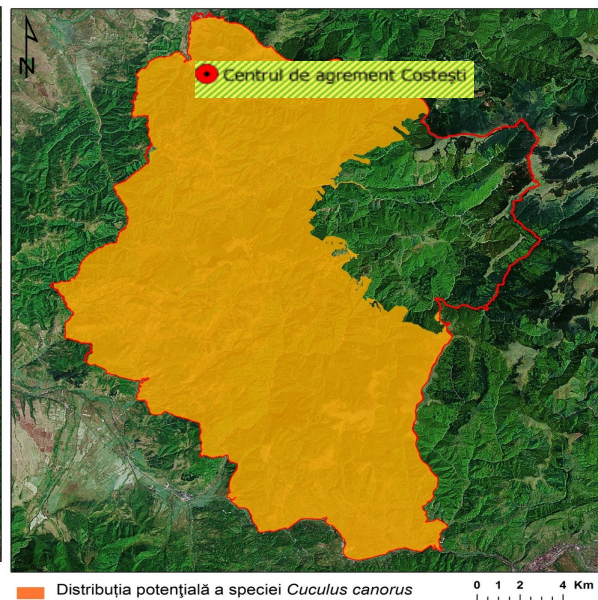 N
Centrul de agrement Costești
Distribuția potențială a speciei Cuculus canorus
0 1 2 4 Km